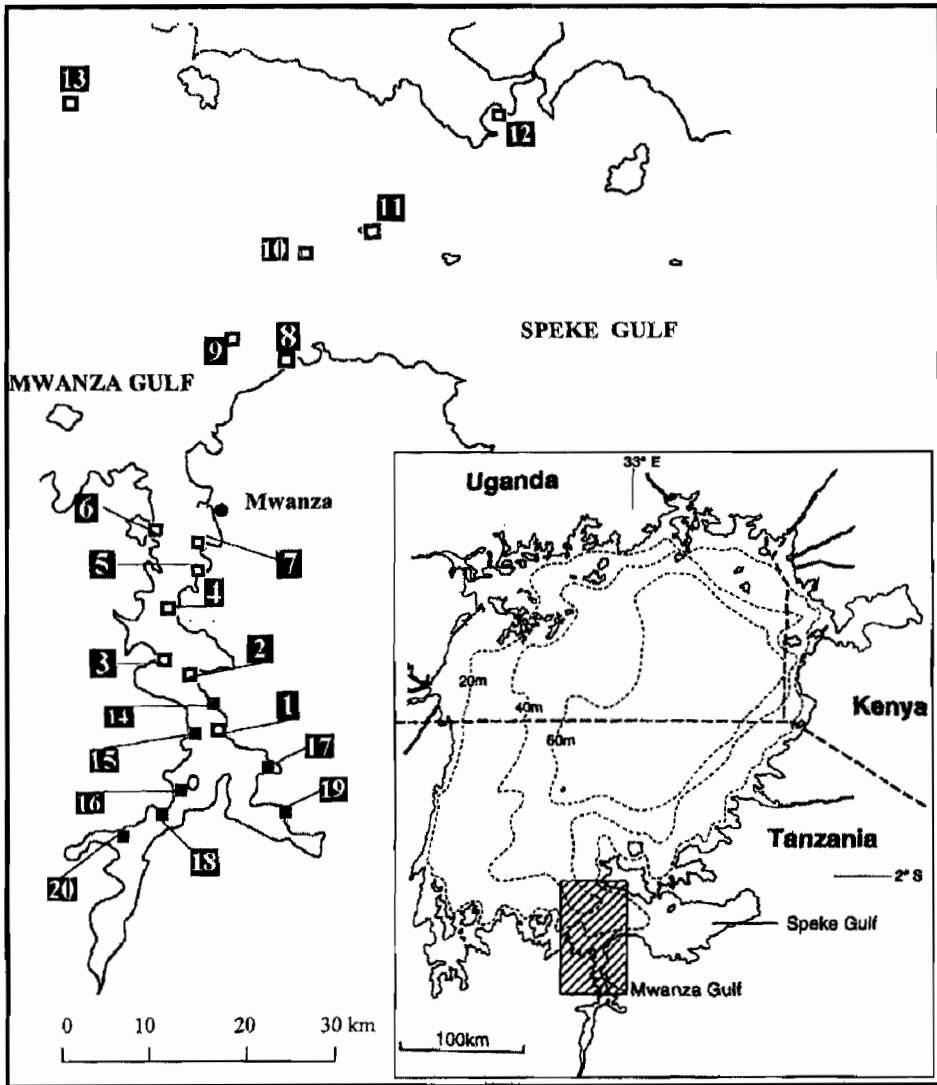 13
12
11
10
SPEKE GULF
9
8
MWANZA GULF
6
Mwanza
5
7
4
3
2
14
1
15
17
16
19
18
20
0 10 20 30 km
Uganda
33° E
20m
40m
60m
Kenya
Tanzania
2° S
Speke Gulf
Mwanza Gulf
100km